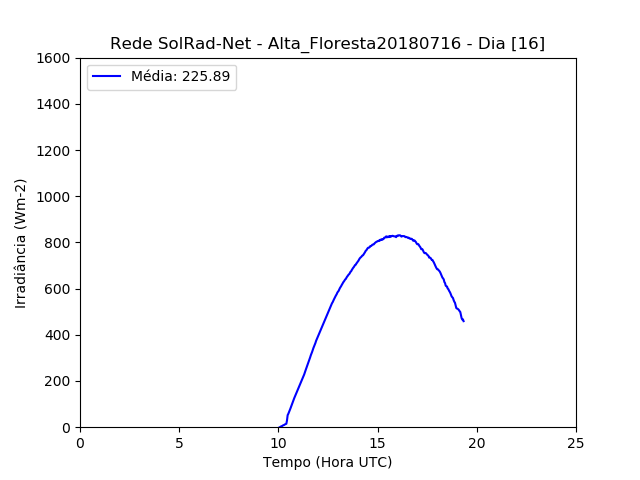 Rede SolRad-Net - Alta_Floresta20180716 - Dia [16]
Média: 225.89
1600
1400
1200
1000
800
600
400
200
0
Irradiância (Wm-2)
0 5 10 15 20 25
Tempo (Hora UTC)